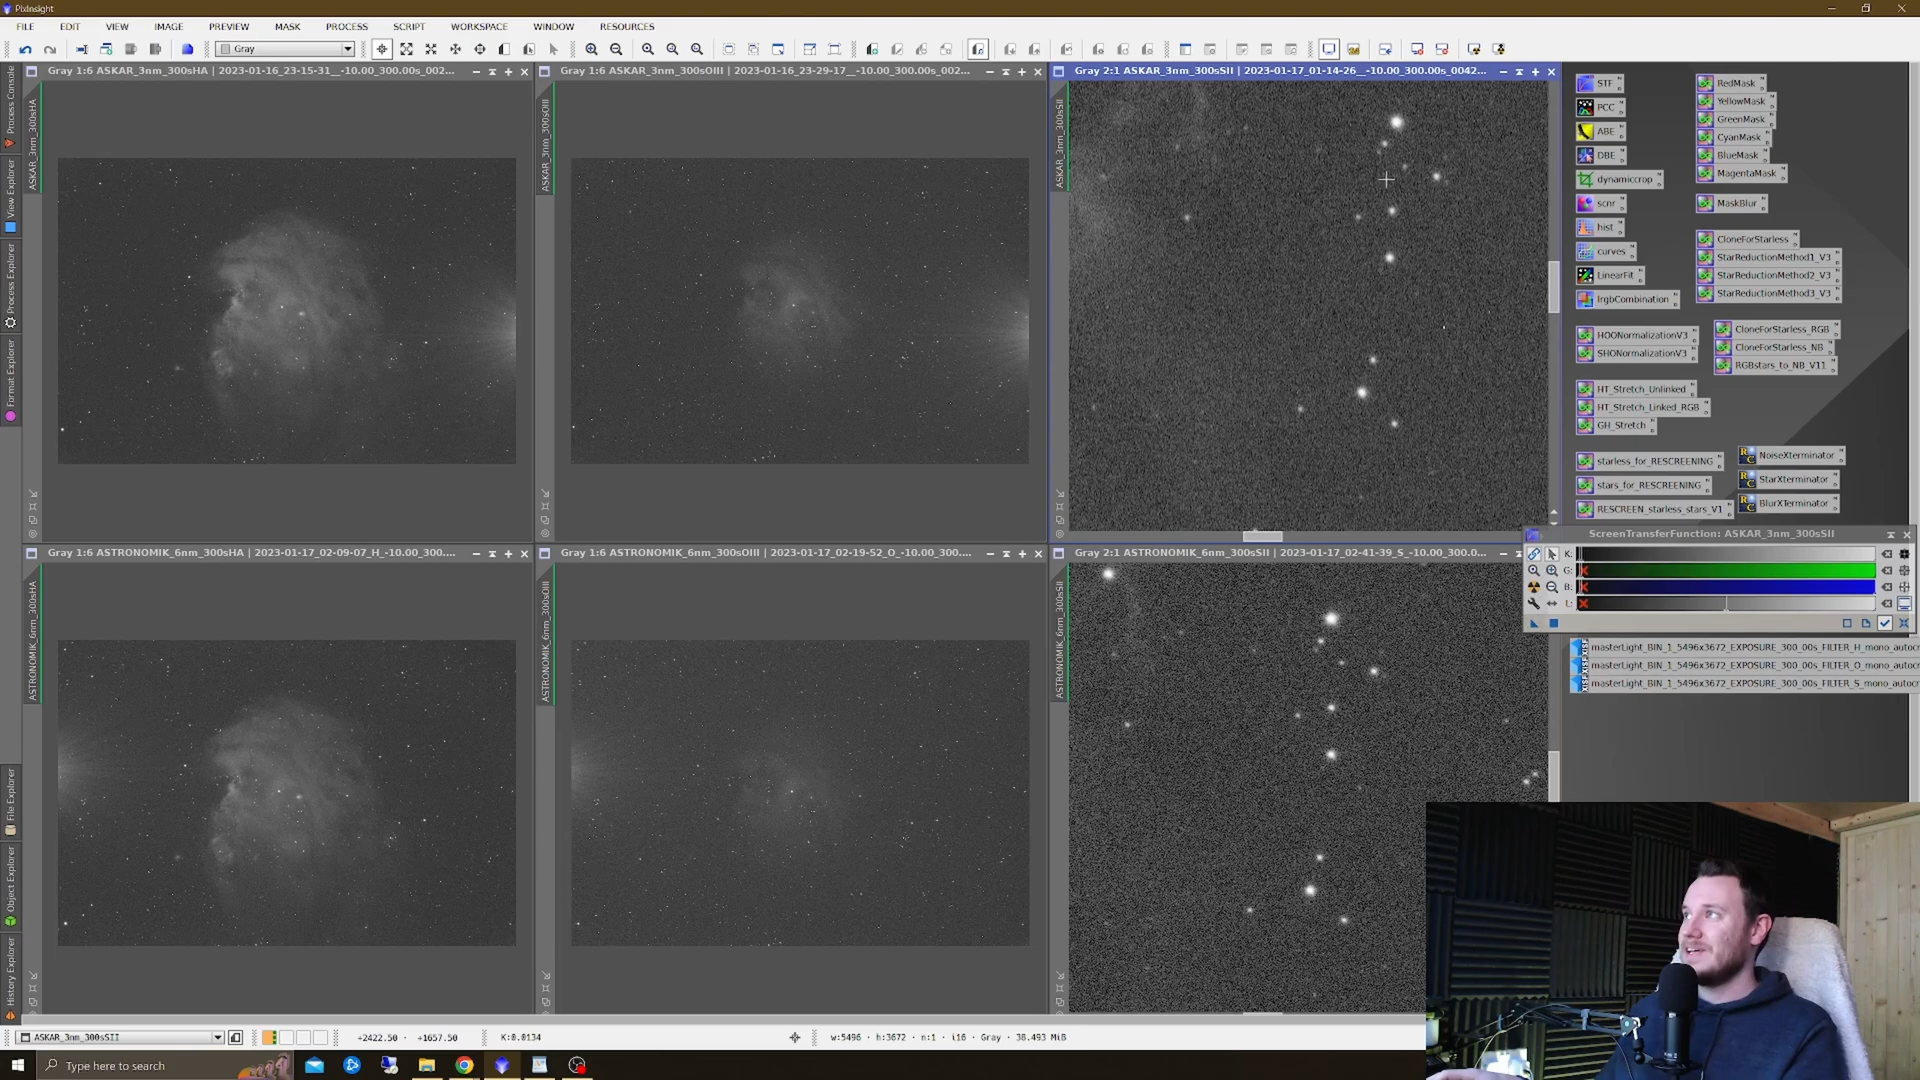 PixInsight
FILE EDIT VIEW IMAGE PREVIEW MASK PROCESS SCRIPT WORKSPACE WINDOW RESOURCES
Gray
Gray 1:6 ASKAR_3nm_300sHA | 2023-01-16_23-15-31__-10.00_300.00s_002...
Gray 1:6 ASKAR_3nm_300sOIII | 2023-01-16_23-29-17__-10.00_300.00s_002...
Gray 2:1 ASKAR_3nm_300sSII | 2023-01-17_01-14-26__-10.00_300.00s_0042...
Process Console
View Explorer
Process Explorer
Format Explorer
File Explorer
Object Explorer
History Explorer
ASKAR_3nm_300sHA
ASKAR_3nm_300sOIII
ASKAR_3nm_300sSII
STF
PCC
ABE
DBE
dynamiccrop
scnr
hist
curves
LinearFit
lrgbCombination
RedMask
YellowMask
GreenMask
CyanMask
BlueMask
MagentaMask
MaskBlur
CloneForStarless
StarReductionMethod1_V3
StarReductionMethod2_V3
StarReductionMethod3_V3
HOONormalizationV3
SHONormalizationV3
CloneForStarless_RGB
CloneForStarless_NB
RGBstars_to_NB_V11
HT_Stretch_Unlinked
HT_Stretch_Linked_RGB
GH_Stretch
starless_for_RESCREENING
stars_for_RESCREENING
RESCREEN_starless_stars_V1
NoiseXterminator
StarXterminator
BlurXTerminator
ScreenTransferFunction: ASKAR_3nm_300sSII
K:
G:
B:
L:
masterLight_BIN_1_5496x3672_EXPOSURE_300_00s_FILTER_H_mono_autocr
masterLight_BIN_1_5496x3672_EXPOSURE_300_00s_FILTER_O_mono_autocr
masterLight_BIN_1_5496x3672_EXPOSURE_300_00s_FILTER_S_mono_autocr
Gray 1:6 ASTRONOMIK_6nm_300sHA | 2023-01-17_02-09-07_H_-10.00_300....
Gray 1:6 ASTRONOMIK_6nm_300sOIII | 2023-01-17_02-19-52_O_-10.00_300....
Gray 2:1 ASTRONOMIK_6nm_300sSII | 2023-01-17_02-41-39_S_-10.00_300.0...
ASTRONOMIK_6nm_300sHA
ASTRONOMIK_6nm_300sOIII
ASTRONOMIK_6nm_300sSII
ASKAR_3nm_300sSII
+2422.50 · +1657.50
K:0.0134
w:5496 · h:3672 · n:1 · i16 · Gray · 38.493 MiB
Type here to search